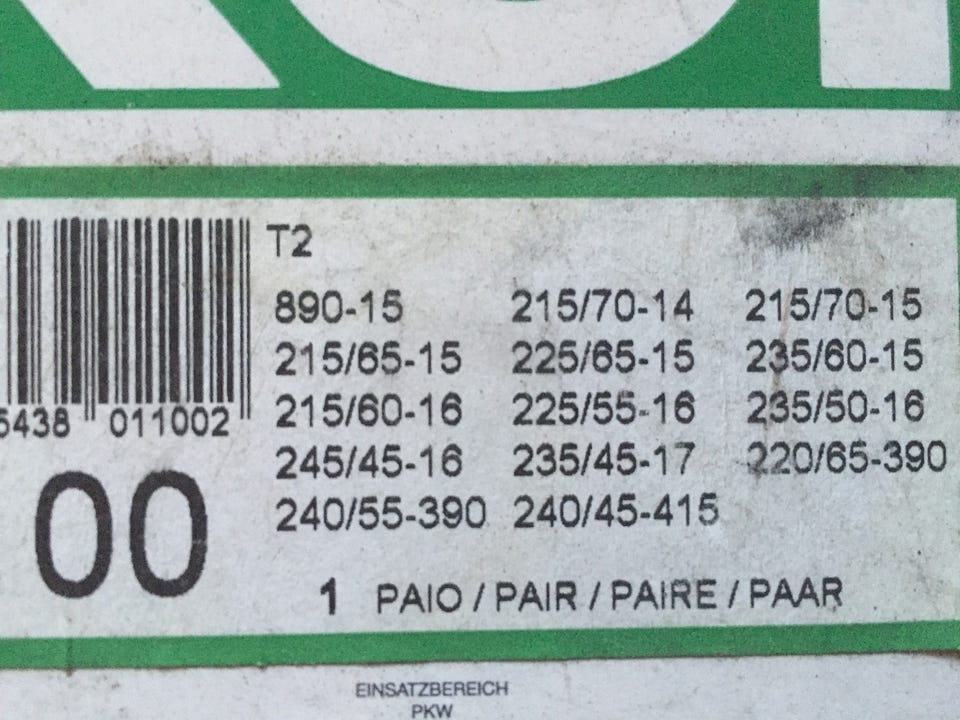 T2
890-15 215/70-14 215/70-15
215/65-15 225/65-15 235/60-15
215/60-16 225/55-16 235/50-16
245/45-16 235/45-17 220/65-390
240/55-390 240/45-415
5438 011002
00
1 PAIO / PAIR / PAIRE / PAAR
EINSATZBEREICH
PKW